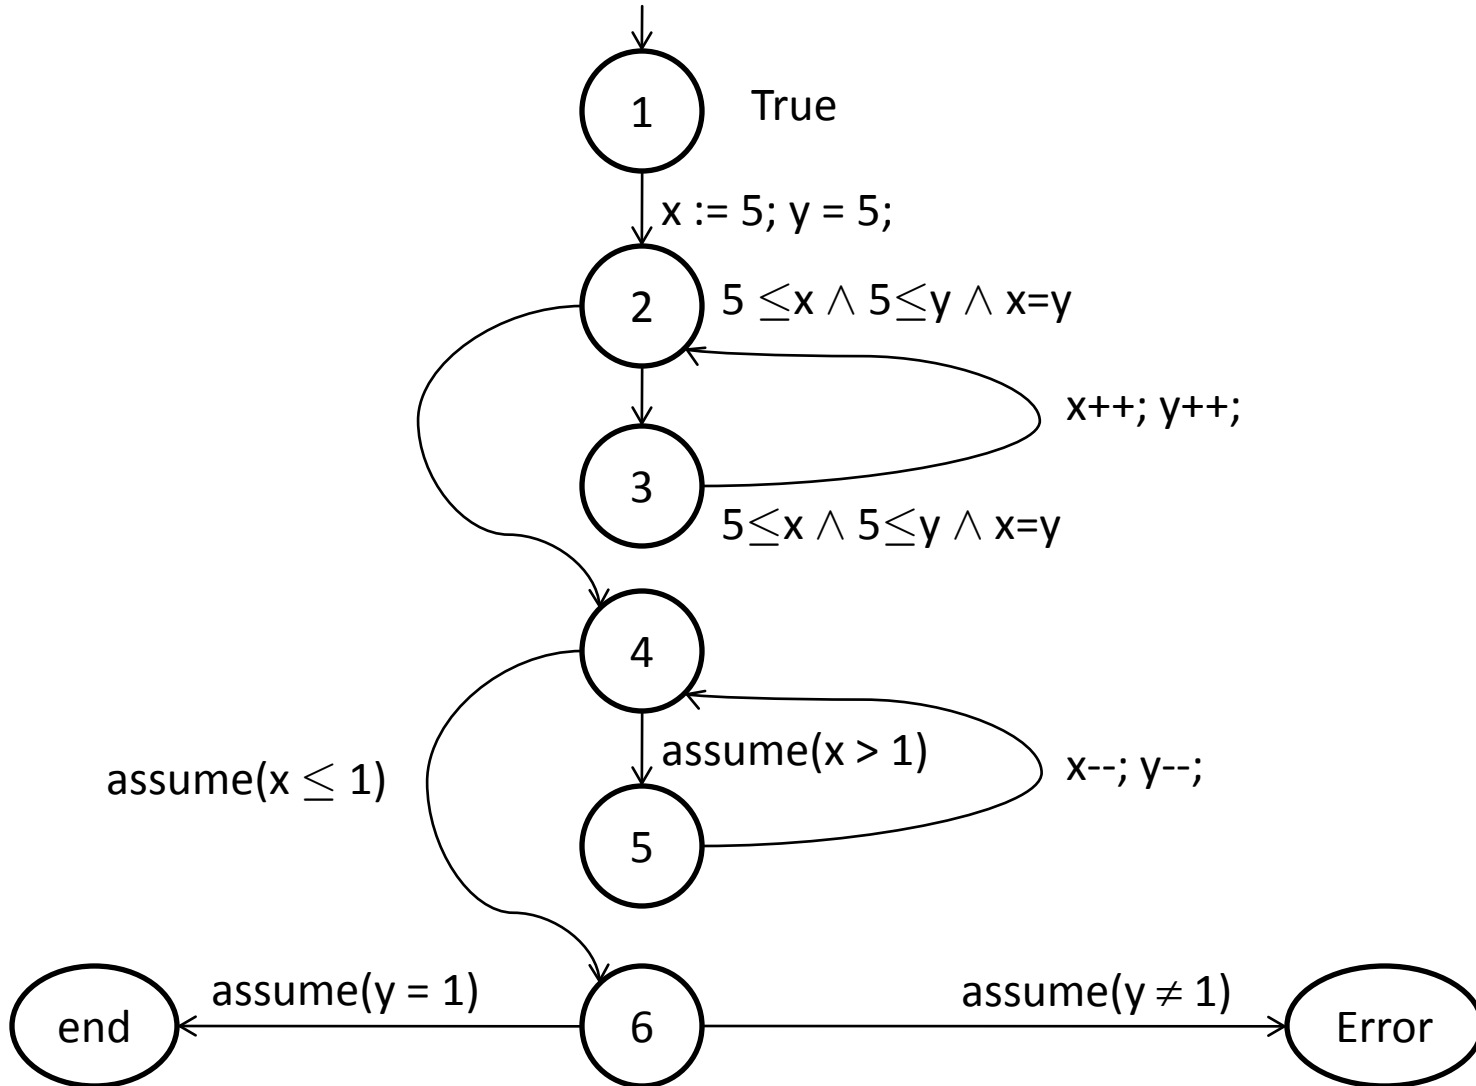 1 True
x := 5; y = 5;
2 5 ≤x ∧ 5≤y ∧ x=y
x++; y++;
3
5≤x ∧ 5≤y ∧ x=y
4
assume(x > 1)
assume(x ≤ 1)
x--; y--;
5
assume(y = 1)
assume(y ≠ 1)
end
6
Error